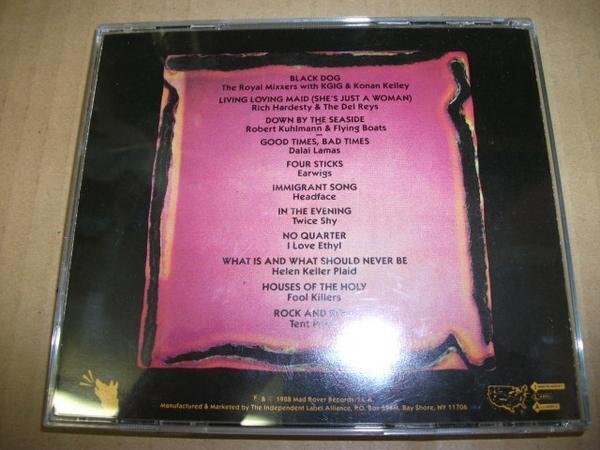 BLACK DOG
The Royal Mixxers with KGIG & Konan Kelley
LIVING LOVING MAID (SHE'S JUST A WOMAN)
Rich Hardesty & The Del Reys
DOWN BY THE SEASIDE
Robert Kuhlmann & Flying Boats
GOOD TIMES, BAD TIMES
Dalai Lamas
FOUR STICKS
Earwigs
IMMIGRANT SONG
Headface
IN THE EVENING
Twice Shy
NO QUARTER
I Love Ethyl
WHAT IS AND WHAT SHOULD NEVER BE
Helen Keller Plaid
HOUSES OF THE HOLY
Fool Killers
ROCK AND
Tent
℗ & © 1988 Mad Rover Records
Manufactured & Marketed by The Independent Label Alliance, P.O. Box Bay Shore, NY 11706